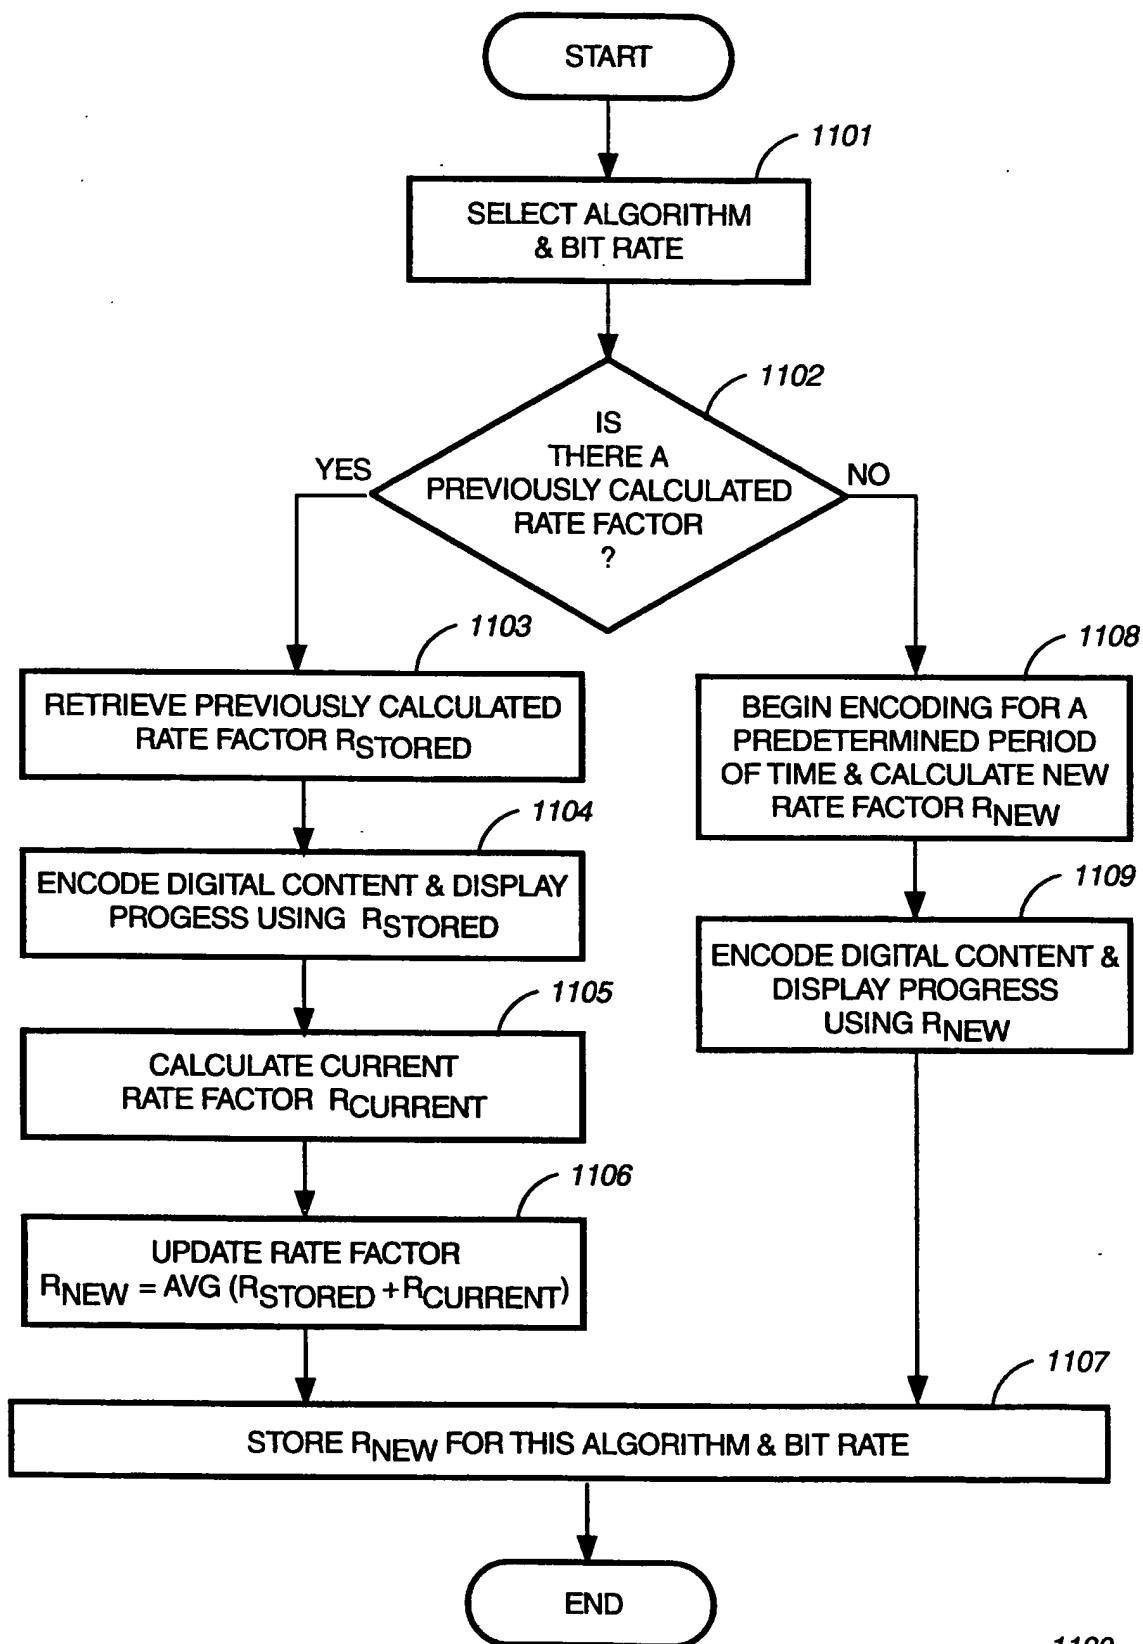 START
1101
SELECT ALGORITHM
& BIT RATE
1102
IS
THERE A
PREVIOUSLY CALCULATED
RATE FACTOR
?
YES
NO
1103
RETRIEVE PREVIOUSLY CALCULATED
RATE FACTOR RSTORED
1104
ENCODE DIGITAL CONTENT & DISPLAY
PROGESS USING RSTORED
1105
CALCULATE CURRENT
RATE FACTOR RCURRENT
1106
UPDATE RATE FACTOR
RNEW = AVG (RSTORED + RCURRENT)
1108
BEGIN ENCODING FOR A
PREDETERMINED PERIOD
OF TIME & CALCULATE NEW
RATE FACTOR RNEW
1109
ENCODE DIGITAL CONTENT &
DISPLAY PROGRESS
USING RNEW
1107
STORE RNEW FOR THIS ALGORITHM & BIT RATE
END